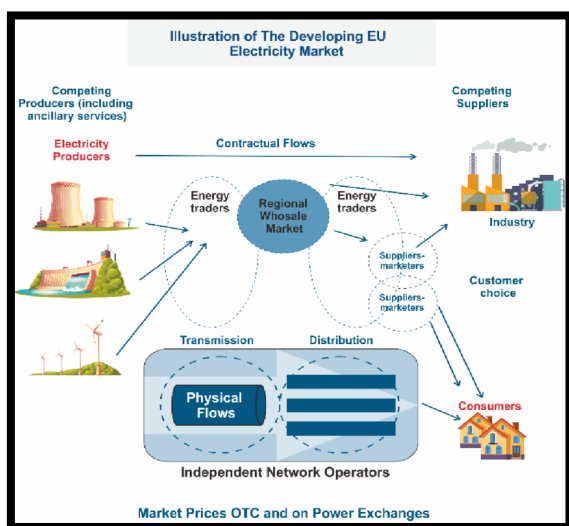 Illustration of The Developing EU
Electricity Market
Competing
Producers (including
ancillary services)
Competing
Suppliers
Electricity
Producers
Contractual Flows
Energy
traders
Regional
Whosale
Market
Energy
traders
Industry
Suppliers-
marketers
Customer
choice
Suppliers-
marketers
Transmission
Distribution
Physical
Flows
Consumers
Independent Network Operators
Market Prices OTC and on Power Exchanges